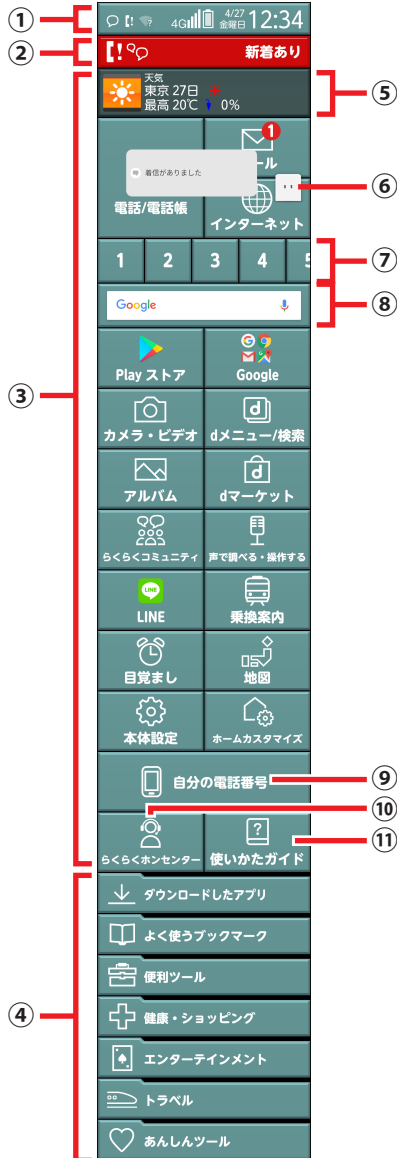 ①
4G 4/27 金曜日 12:34
②
新着あり
③
天気
東京 27日
最高 20℃ 0%
⑤
1
メール
着信がありました
⑥
電話/電話帳
インターネット
1 2 3 4 5
⑦
Google
⑧
Play ストア Google
カメラ・ビデオ dメニュー/検索
アルバム dマーケット
らくらくコミュニティ 声で調べる・操作する
LINE
LINE 乗換案内
目覚まし 地図
本体設定 ホームカスタマイズ
自分の電話番号
⑨
⑩
らくらくホンセンター 使いかたガイド
⑪
④
ダウンロードしたアプリ
よく使うブックマーク
便利ツール
健康・ショッピング
エンターテインメント
トラベル
あんしんツール